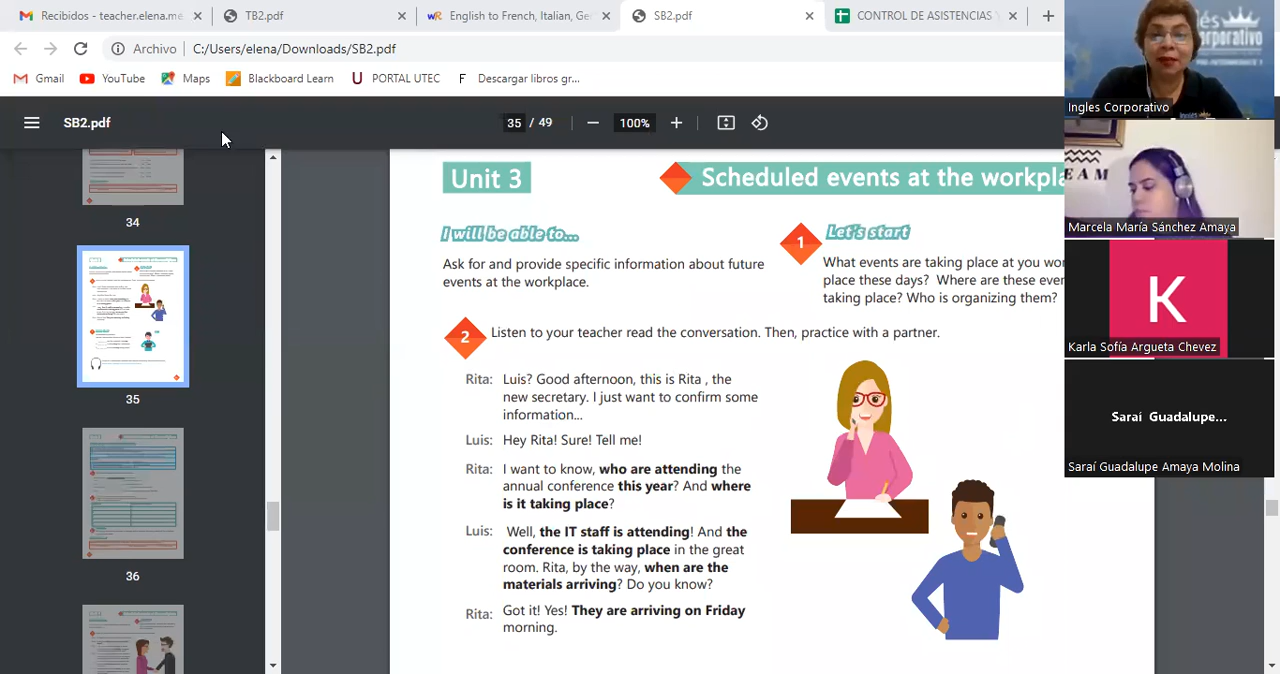 Recibidos - teacher.elena.me
TB2.pdf
English to French, Italian, Ger
SB2.pdf
CONTROL DE ASISTENCIAS Y
Archivo
C:/Users/elena/Downloads/SB2.pdf
Gmail
YouTube
Maps
Blackboard Learn
PORTAL UTEC
Descargar libros gr...
SB2.pdf
35 / 49
100%
34
35
36
Unit 3
Scheduled events at the workpla
I will be able to...
Ask for and provide specific information about future
events at the workplace.
1
Let's start
What events are taking place at you wor
place these days? Where are these even
taking place? Who is organizing them?
2
Listen to your teacher read the conversation. Then, practice with a partner.
Rita: Luis? Good afternoon, this is Rita , the
new secretary. I just want to confirm some
information...
Luis: Hey Rita! Sure! Tell me!
Rita: I want to know, who are attending the
annual conference this year? And where
is it taking place?
Luis: Well, the IT staff is attending! And the
conference is taking place in the great
room. Rita, by the way, when are the
materials arriving? Do you know?
Rita: Got it! Yes! They are arriving on Friday
morning.
Ingles Corporativo
Marcela María Sánchez Amaya
K
Karla Sofía Argueta Chevez
Saraí Guadalupe...
Saraí Guadalupe Amaya Molina